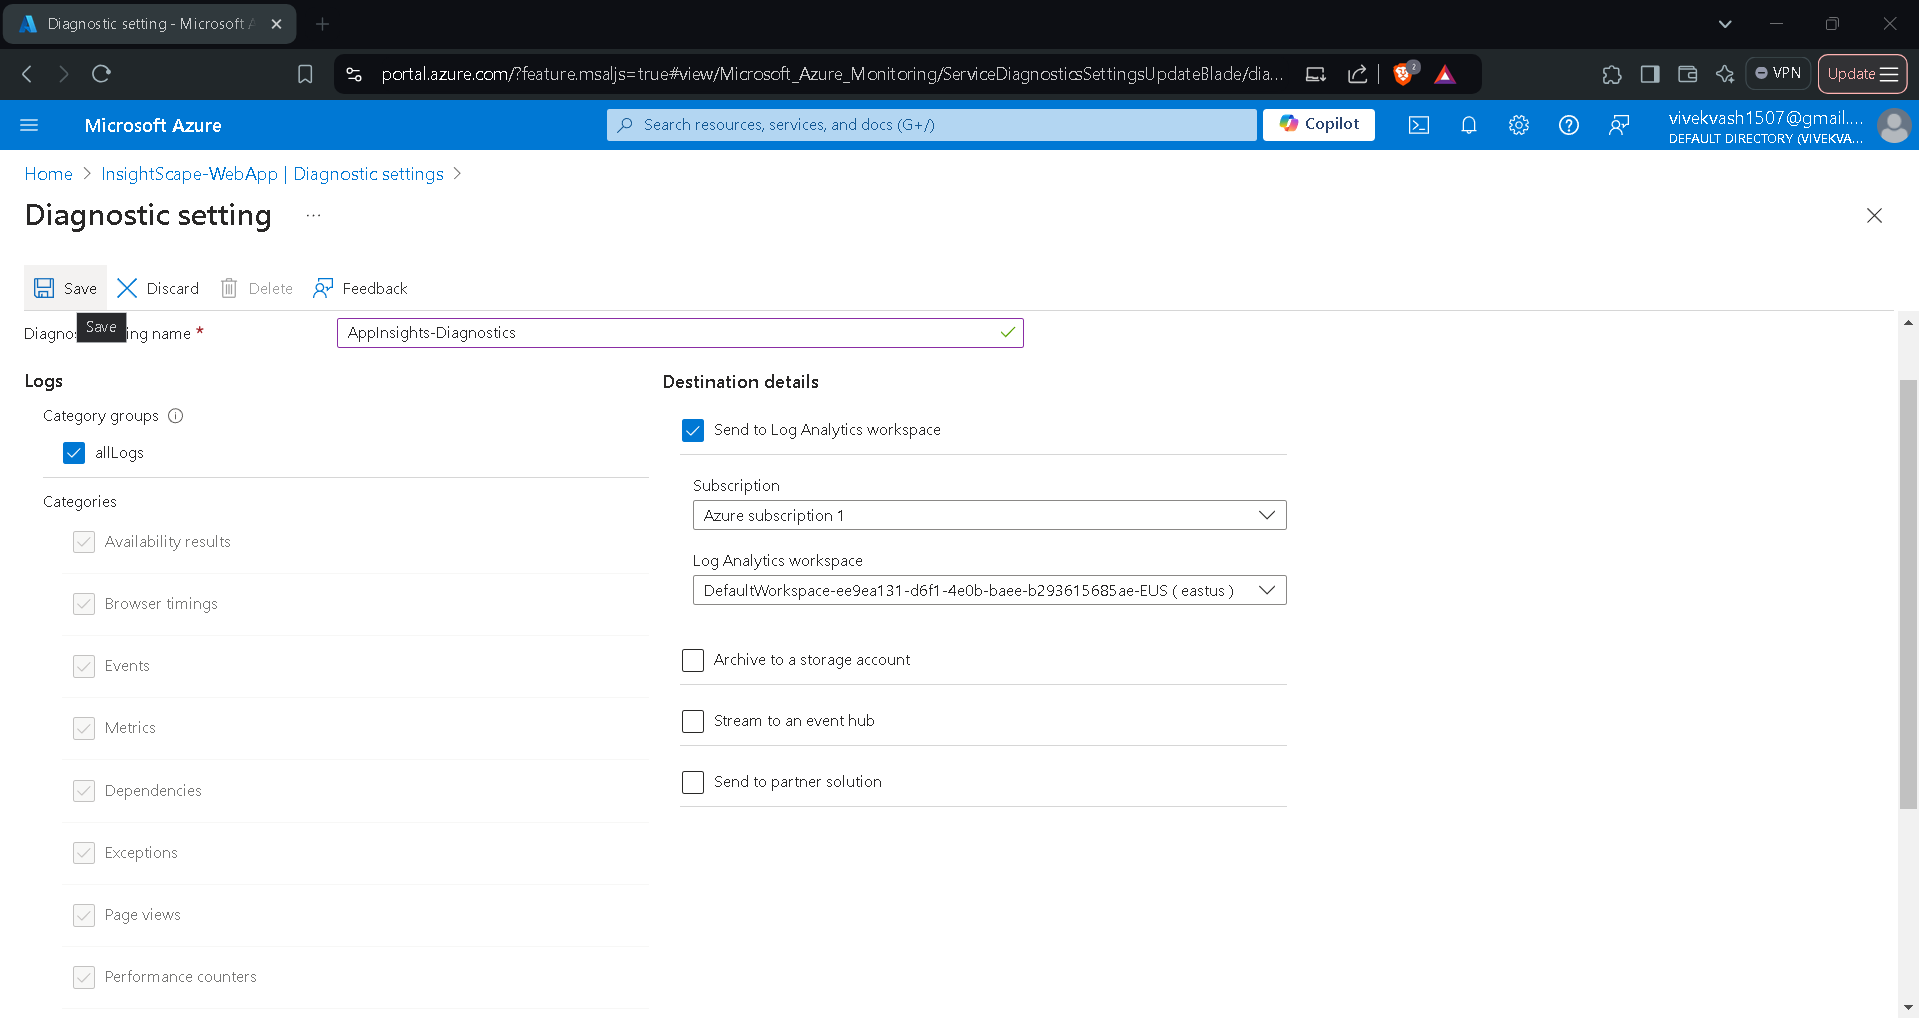 Diagnostic setting - Microsoft A
portal.azure.com/?feature.msaljs=true#view/Microsoft_Azure_Monitoring/ServiceDiagnosticsSettingsUpdateBlade/dia...
2
VPN
Update
Microsoft Azure
Search resources, services, and docs (G+/)
Copilot
vivekvash1507@gmail....
DEFAULT DIRECTORY (VIVEKVA...
Home > InsightScape-WebApp | Diagnostic settings >
Diagnostic setting ...
Save
Discard
Delete
Feedback
Save
Diagnos ing name *
AppInsights-Diagnostics
Logs
Category groups
allLogs
Categories
Availability results
Browser timings
Events
Metrics
Dependencies
Exceptions
Page views
Performance counters
Destination details
Send to Log Analytics workspace
Subscription
Azure subscription 1
Log Analytics workspace
DefaultWorkspace-ee9ea131-d6f1-4e0b-baee-b293615685ae-EUS ( eastus )
Archive to a storage account
Stream to an event hub
Send to partner solution